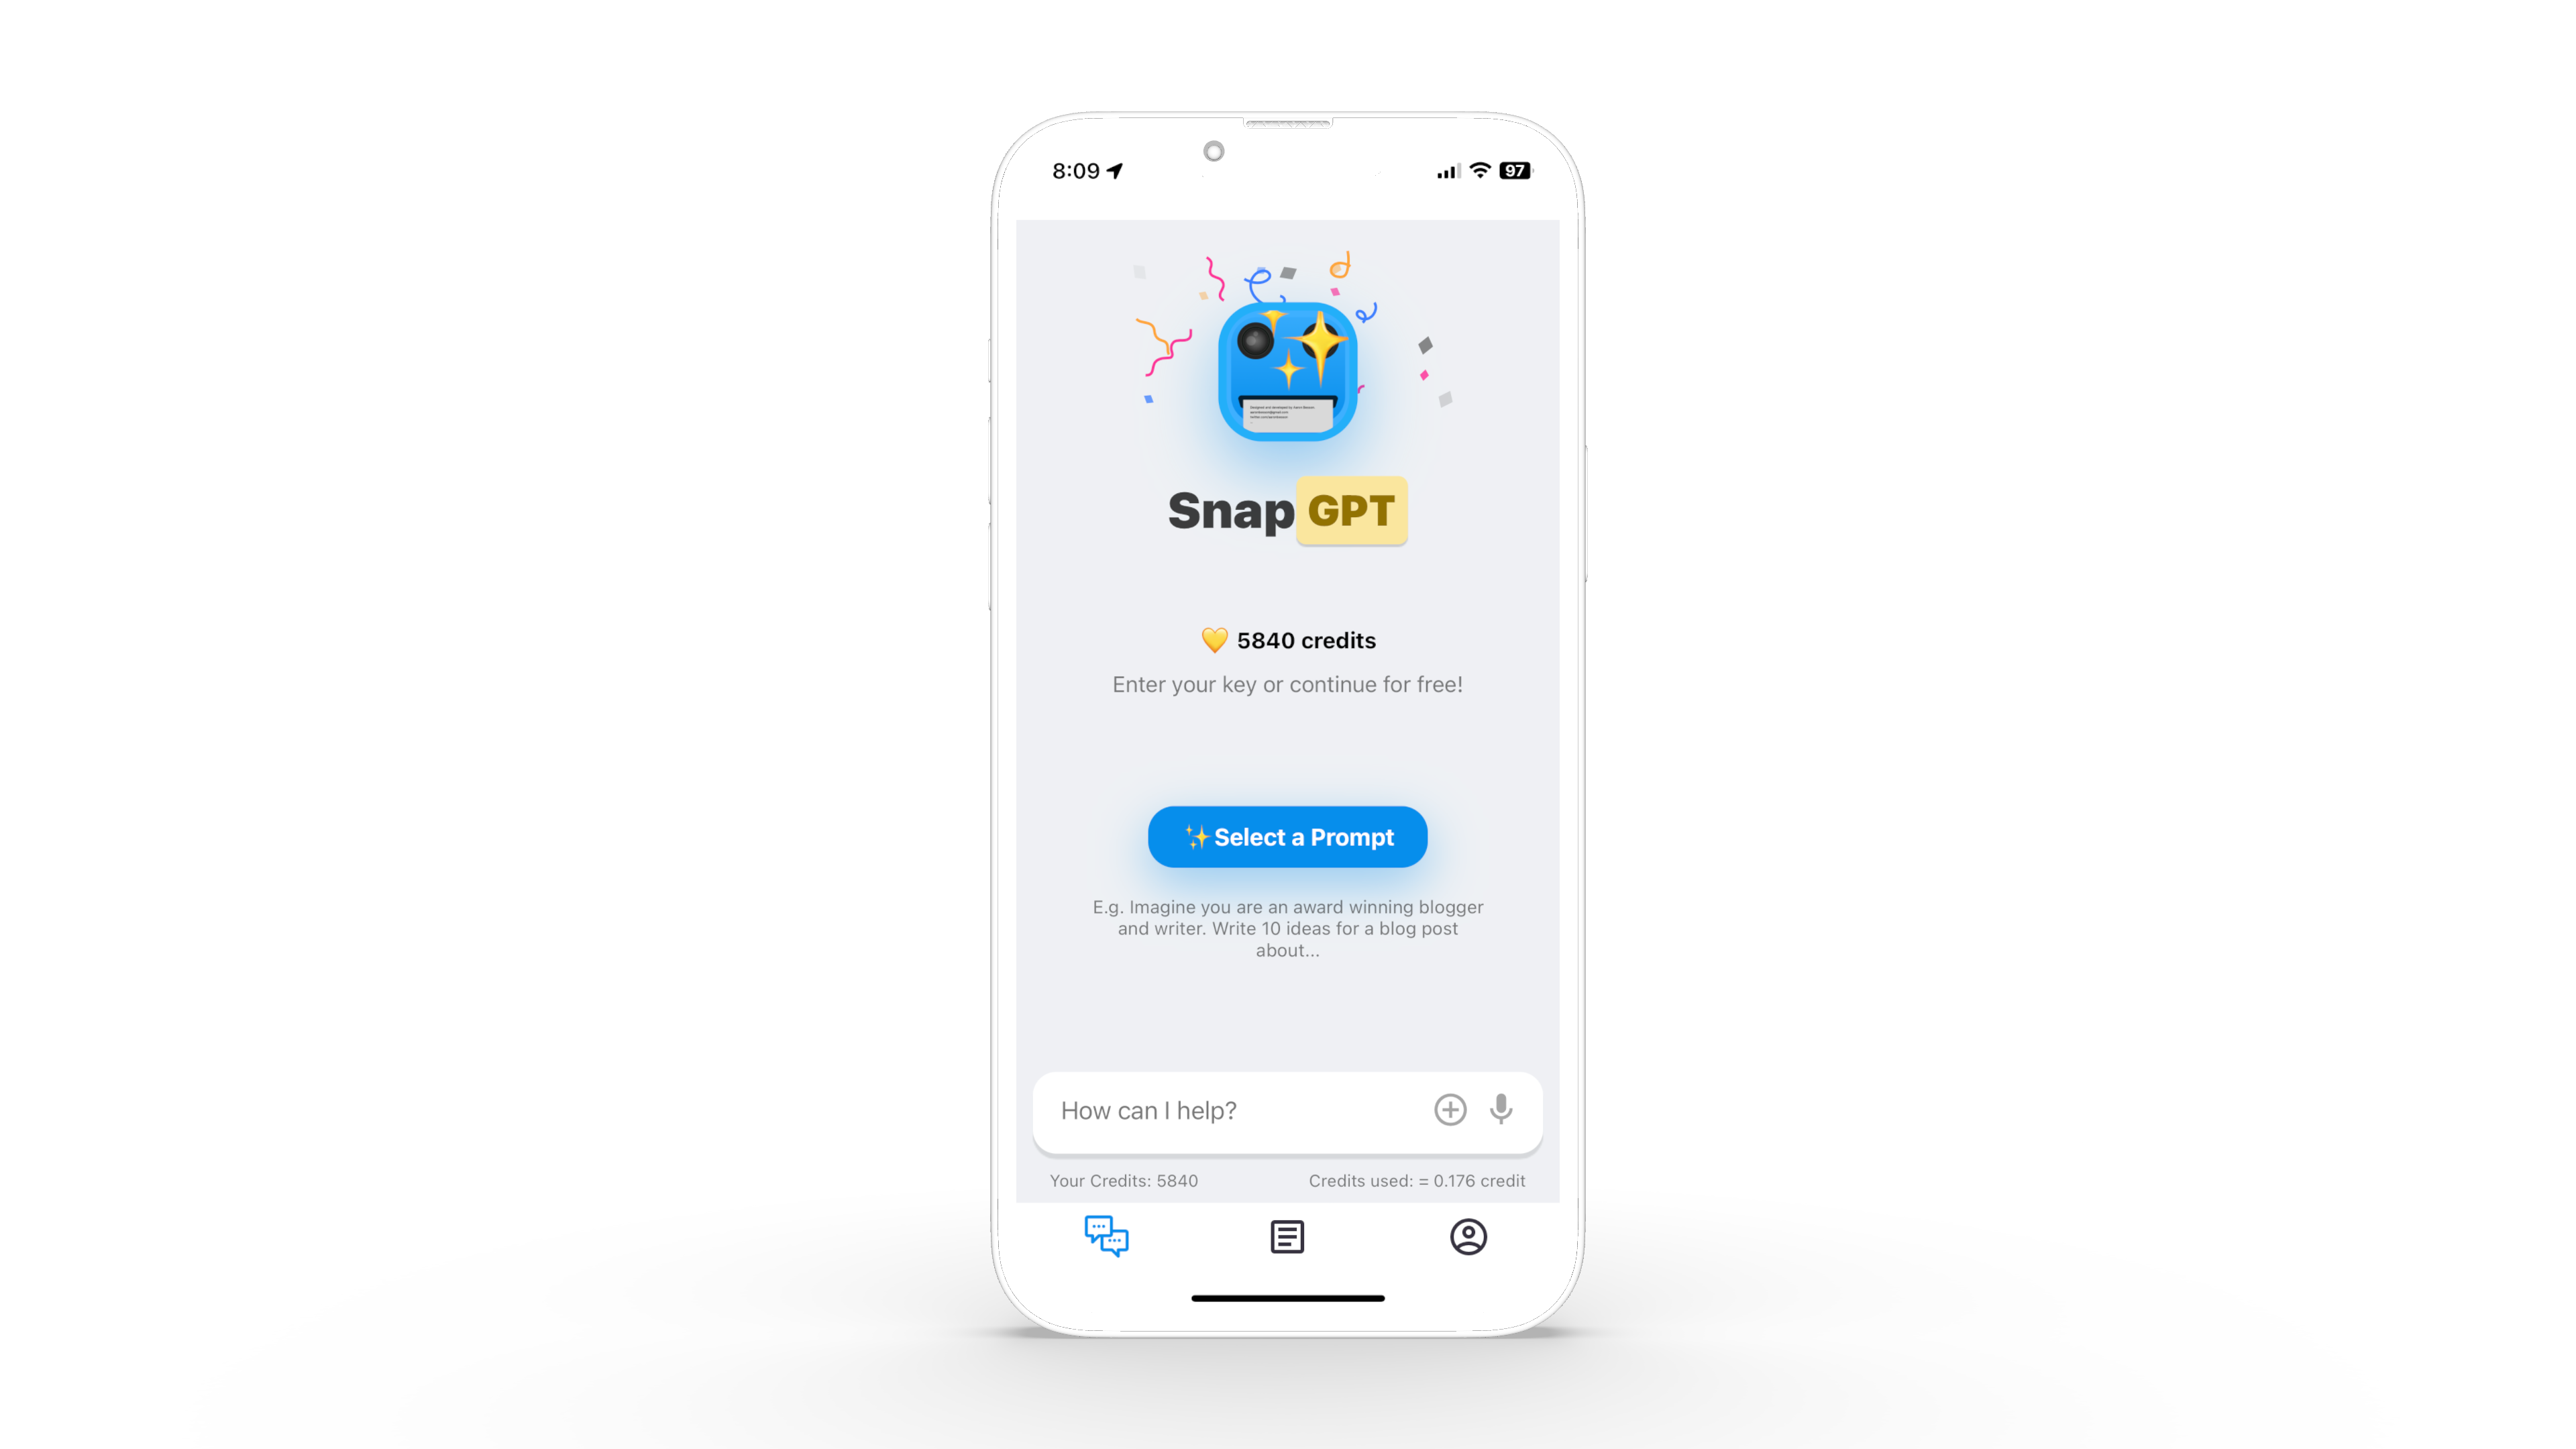 8:09
97
Snap GPT
5840 credits
Enter your key or continue for free!
Select a Prompt
E.g. Imagine you are an award winning blogger
and writer. Write 10 ideas for a blog post
about...
How can I help?
Your Credits: 5840
Credits used: = 0.176 credit